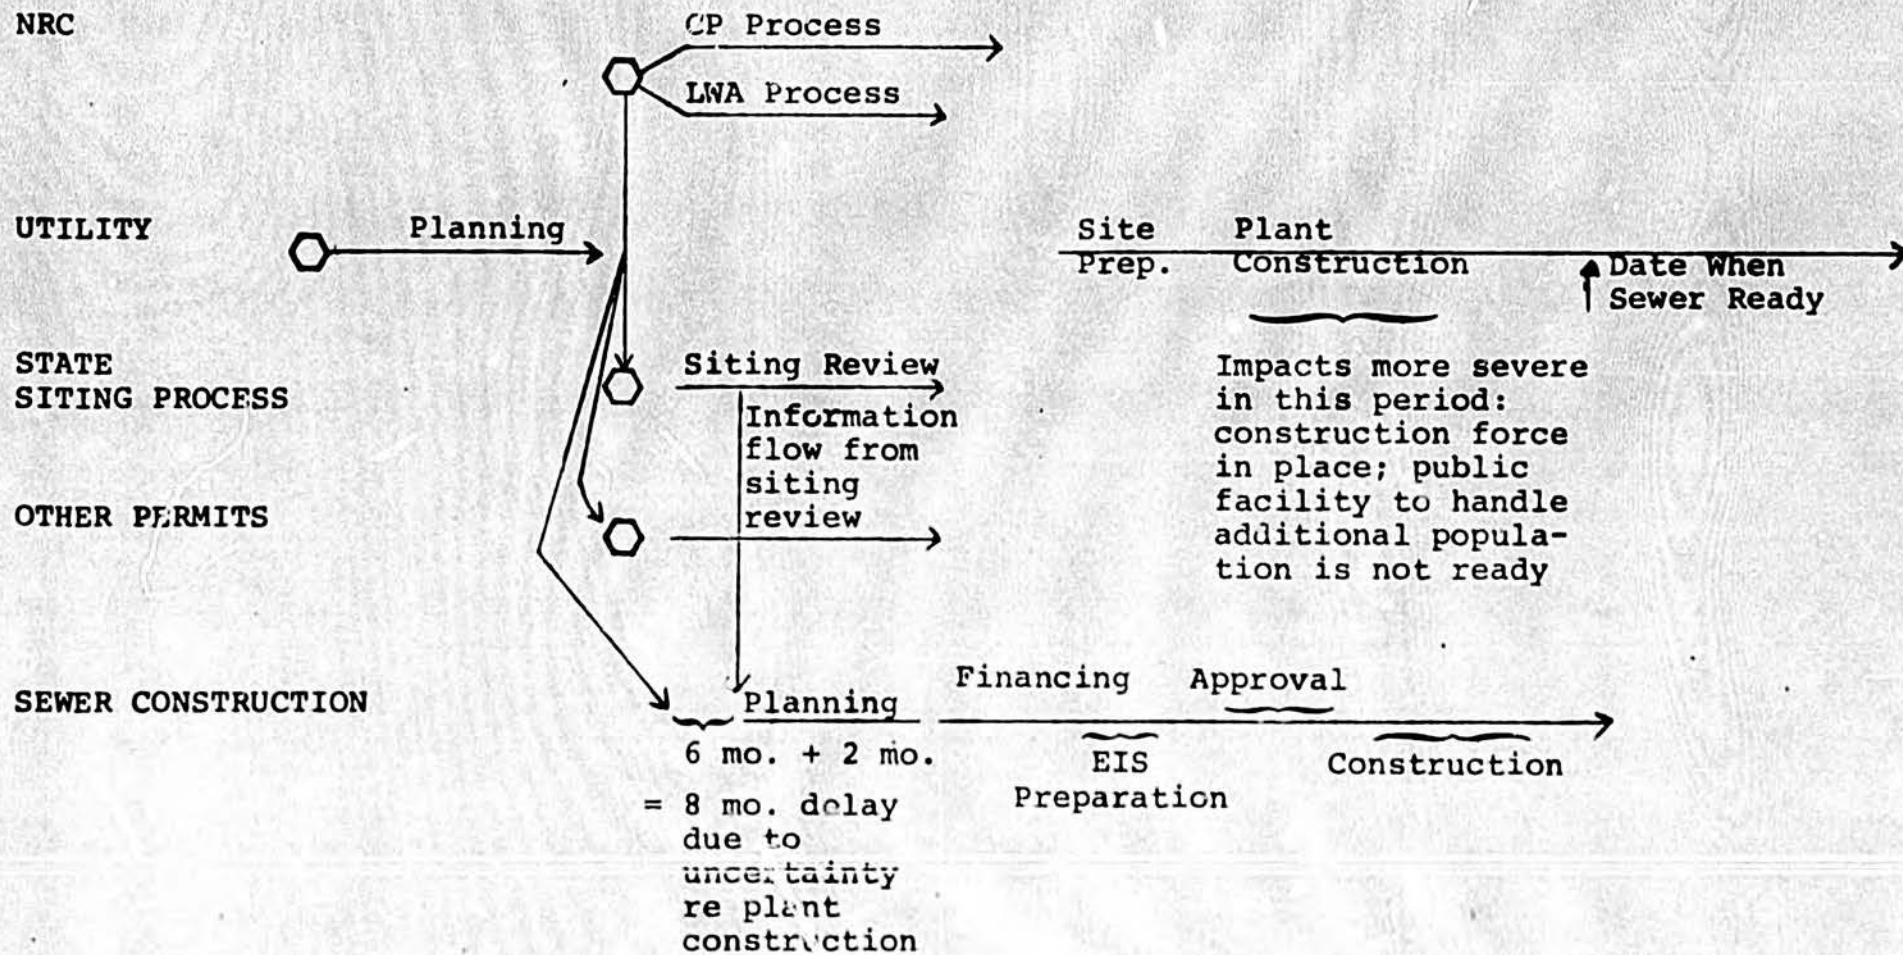 NRC
CP Process
LWA Process
UTILITY
Planning
Site Plant
Prep. Construction
Date When
Sewer Ready
STATE
SITING PROCESS
Siting Review
Information
flow from
siting
review
Impacts more severe
in this period:
construction force
in place; public
facility to handle
additional popula-
tion is not ready
OTHER PERMITS
SEWER CONSTRUCTION
Planning
Financing
Approval
6 mo. + 2 mo.
= 8 mo. delay
due to
uncertainty
re plant
construction
EIS
Preparation
Construction